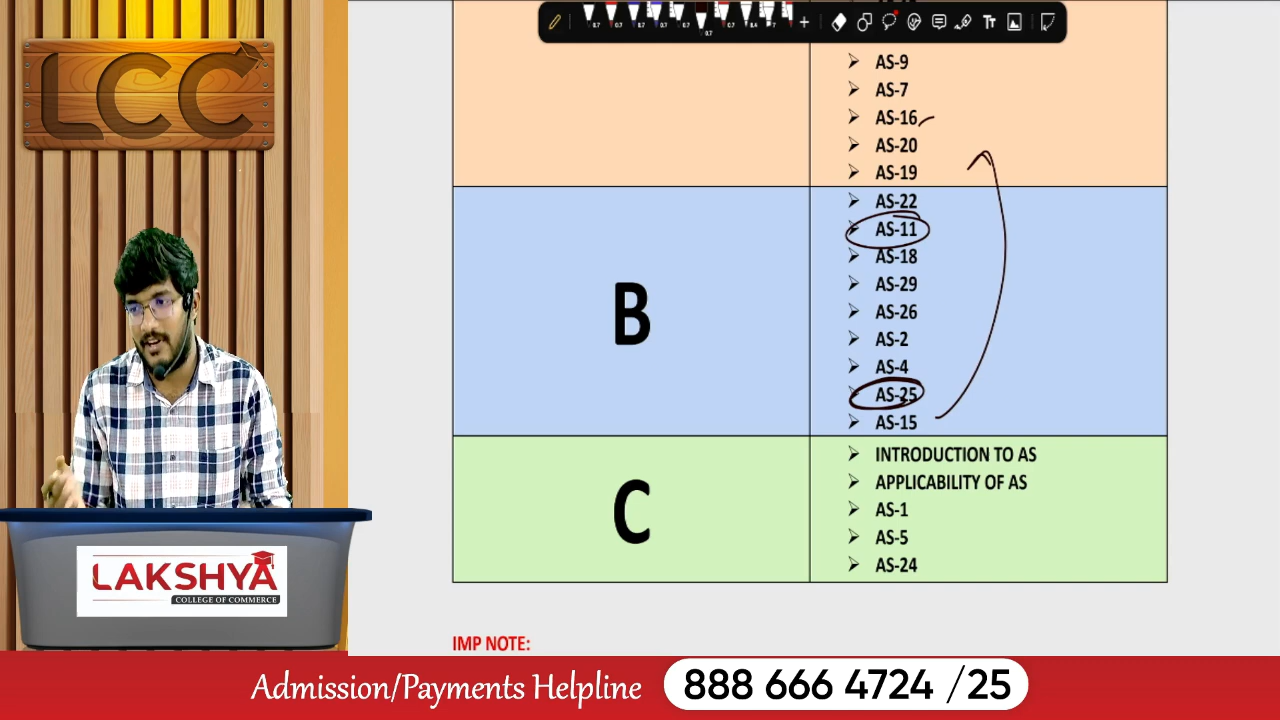 LCC
AS-9
AS-7
AS-16
AS-20
AS-19
B
AS-22
AS-11
AS-18
AS-29
AS-26
AS-2
AS-4
AS-25
AS-15
C
INTRODUCTION TO AS
APPLICABILITY OF AS
AS-1
AS-5
AS-24
IMP NOTE:
LAKSHYA
COLLEGE OF COMMERCE
Admission/Payments Helpline 888 666 4724 /25